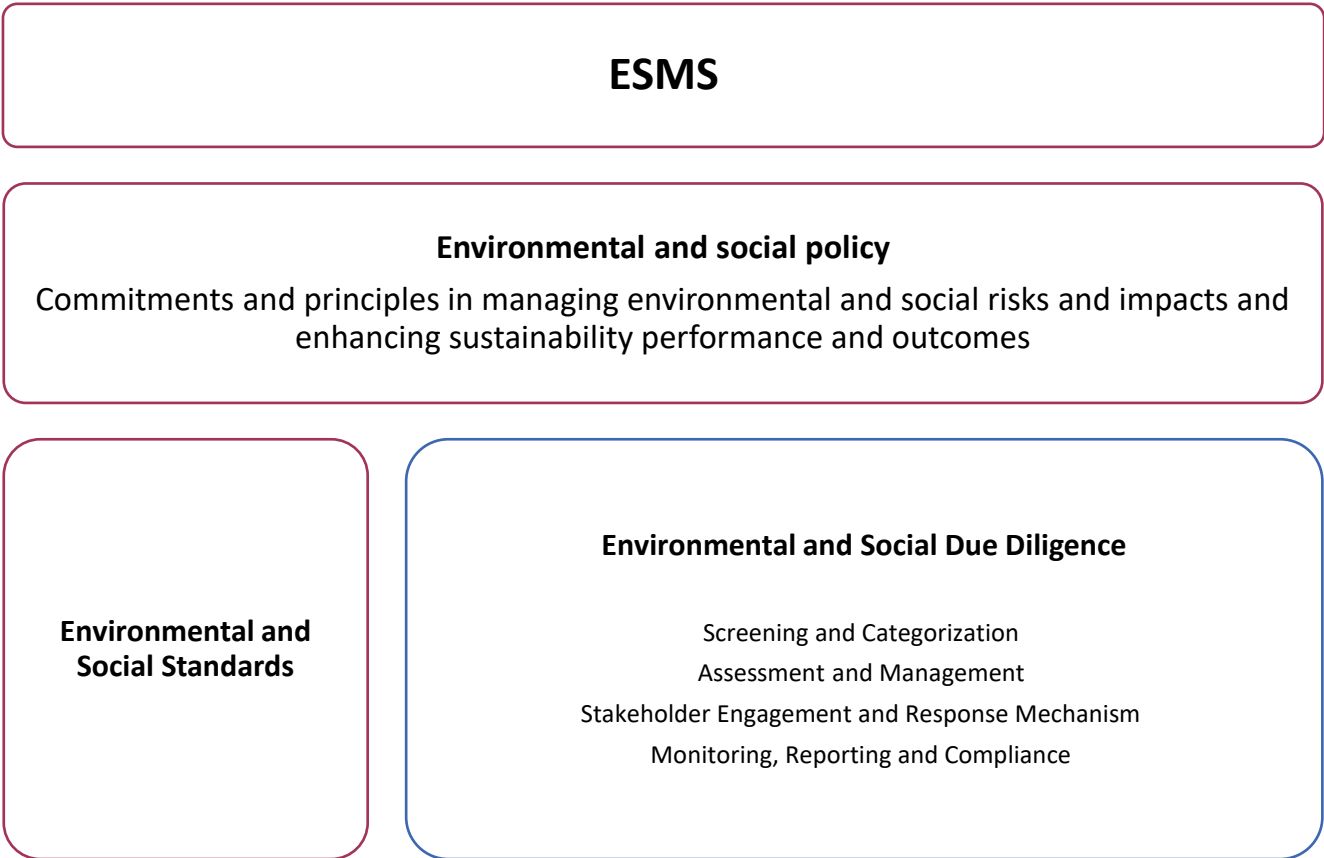 ESMS
Environmental and social policy
Commitments and principles in managing environmental and social risks and impacts and
enhancing sustainability performance and outcomes
Environmental and
Social Standards
Environmental and Social Due Diligence
Screening and Categorization
Assessment and Management
Stakeholder Engagement and Response Mechanism
Monitoring, Reporting and Compliance